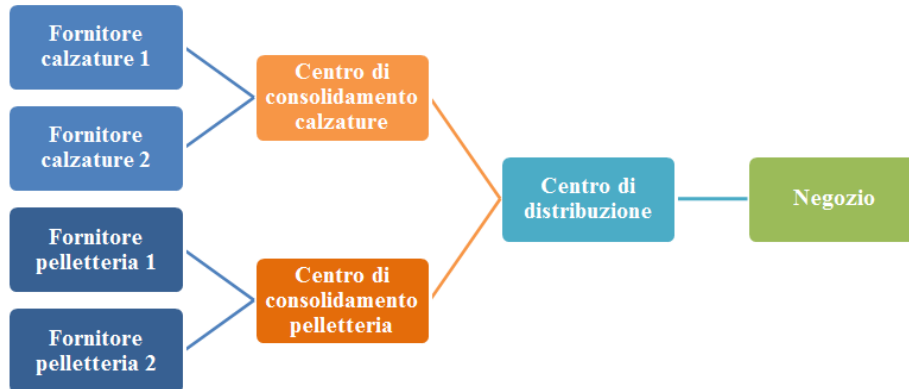 Fornitore
calzature 1
Fornitore
calzature 2
Fornitore
pelletteria 1
Fornitore
pelletteria 2
Centro di
consolidamento
calzature
Centro di
consolidamento
pelletteria
Centro di
distribuzione
Negozio